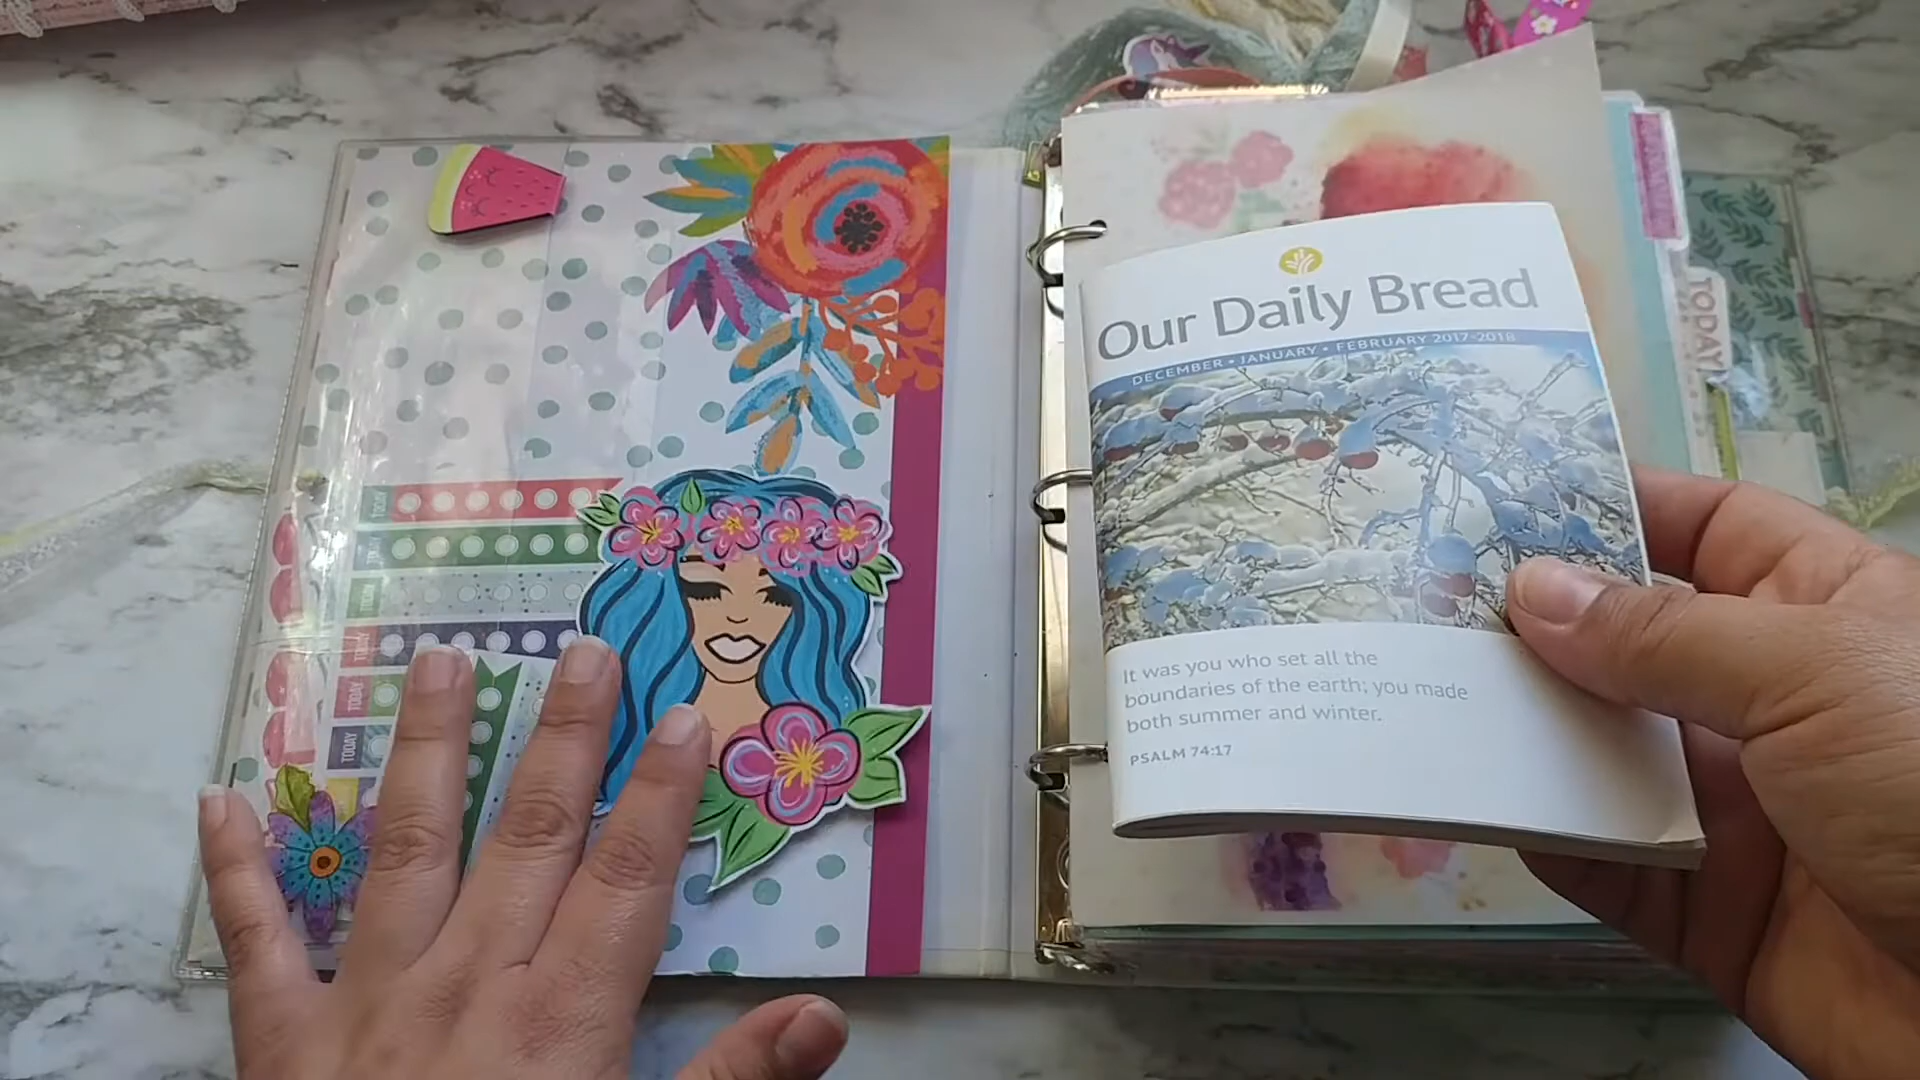 TODAY
TODAY
TODAY
TODAY
TODAY
TODAY
Our Daily Bread
DECEMBER • JANUARY • FEBRUARY 2017-2018
It was you who set all the
boundaries of the earth; you made
both summer and winter.
PSALM 74:17
TODAY